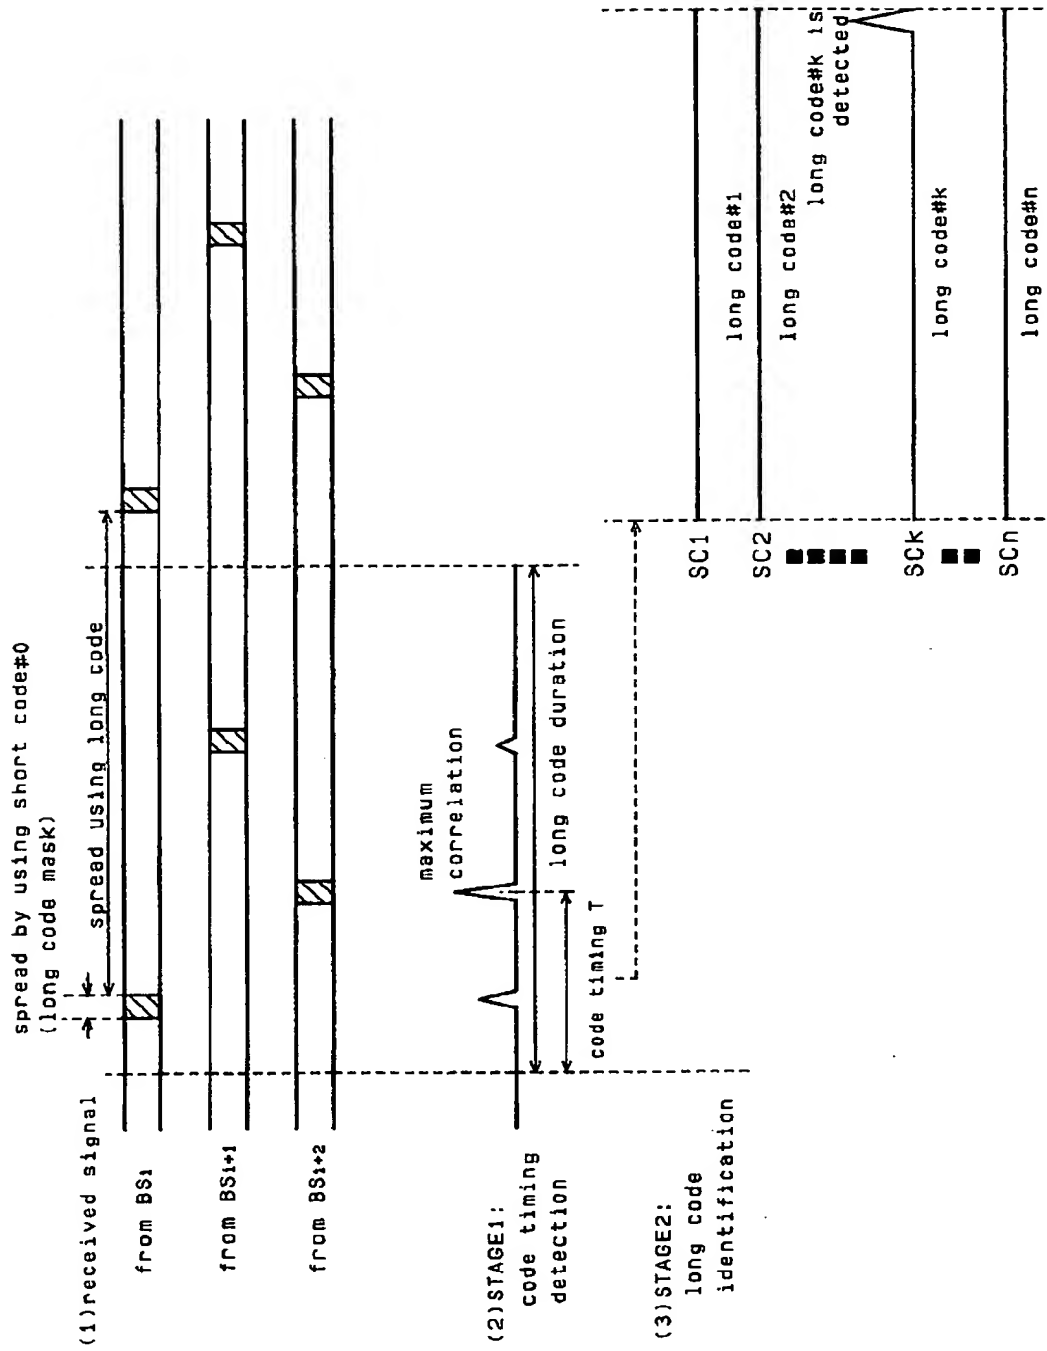 spread by using short code#0
(long code mask)
spread using long code
(1)received signal
from BSi
from BSi+1
from BSi+2
(2)STAGE1:
code timing
detection
maximum
correlation
long code duration
code timing T
(3)STAGE2:
long code
identification
SC1
long code#1
SC2
long code#2
long code#k is
detected
SCk
long code#k
SCn
long code#n